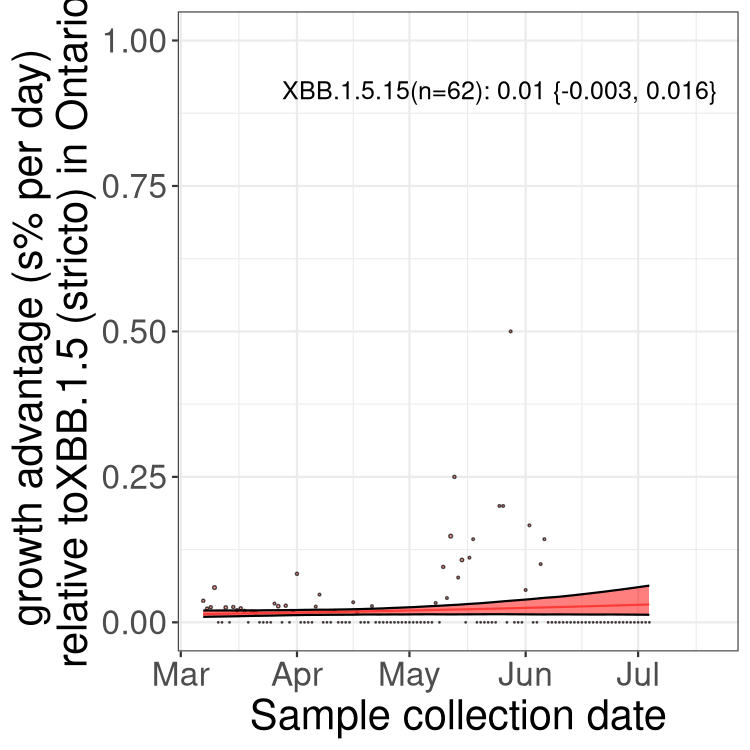 growth advantage (s% per day)
relative toXBB.1.5 (stricto) in Ontario
1.00
XBB.1.5.15(n=62): 0.01 {-0.003, 0.016}
0.75
0.50
0.25
0.00
Mar Apr May Jun Jul
Sample collection date